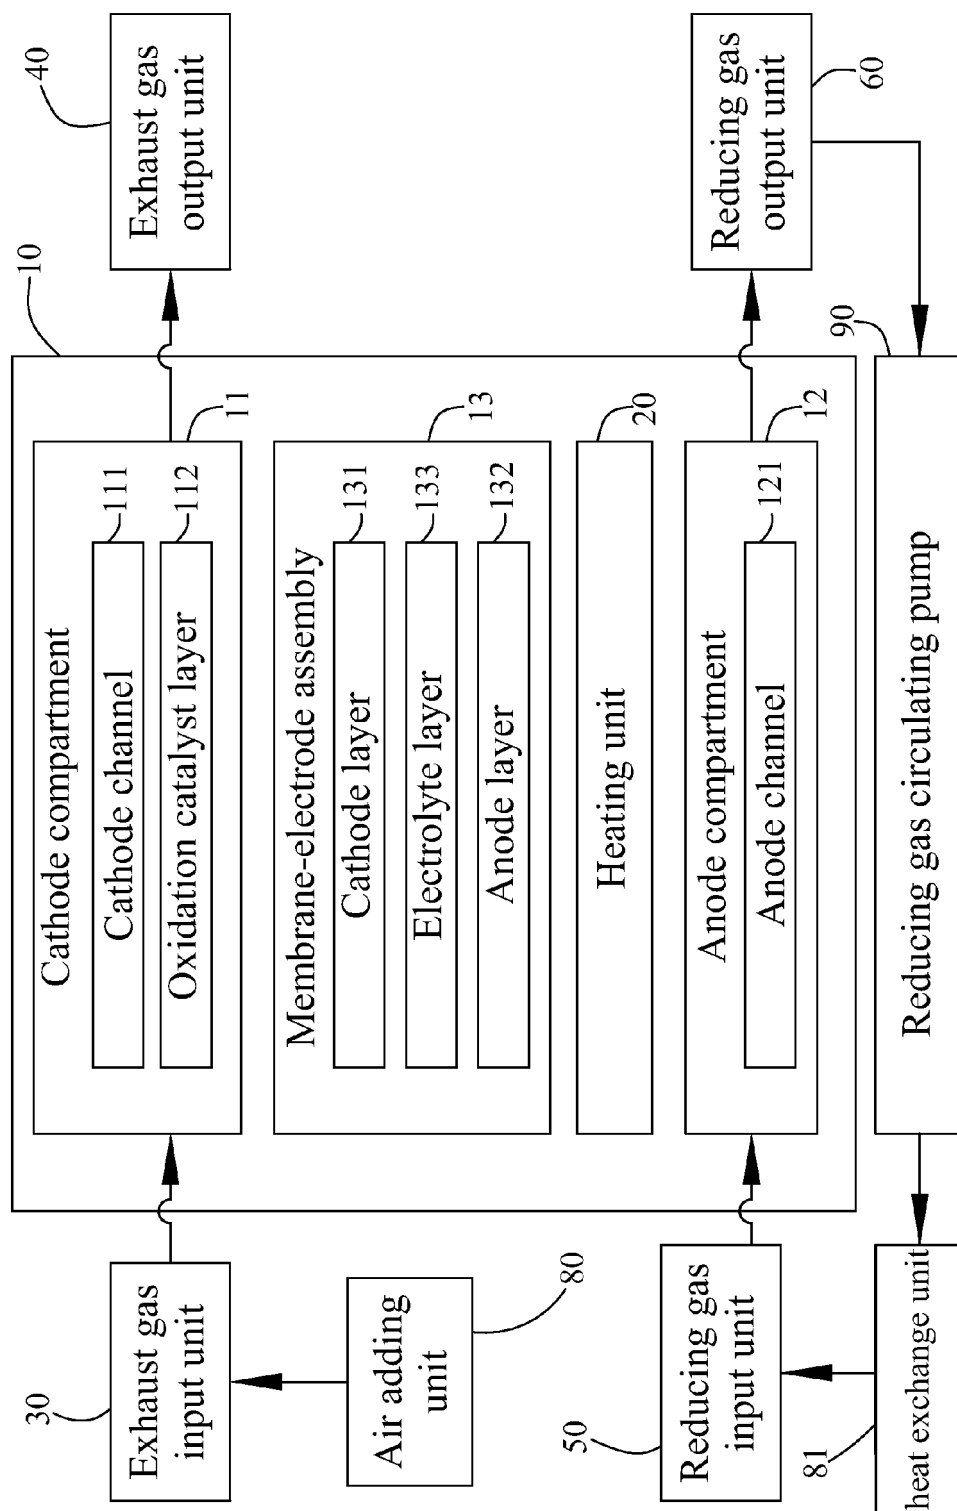 40
Exhaust gas
output unit
60
Reducing gas
output unit
10
Cathode compartment
11
Cathode channel
111
Oxidation catalyst layer
112
Membrane-electrode assembly
13
Cathode layer
131
Electrolyte layer
133
Anode layer
132
Heating unit
20
Anode compartment
12
Anode channel
121
90
Reducing gas circulating pump
30
Exhaust gas
input unit
Air adding
unit
80
50
Reducing gas
input unit
81
heat exchange unit